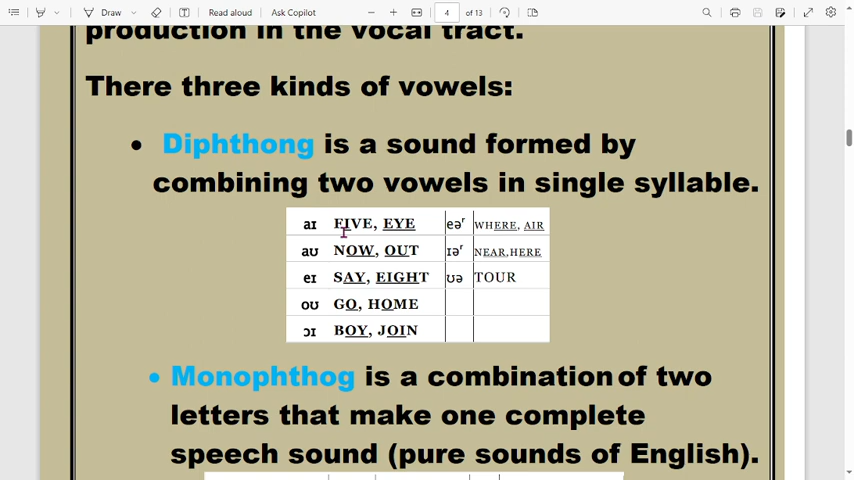 Draw Read aloud Ask Copilot 4 of 13
production in the vocal tract.
There three kinds of vowels:
• Diphthong is a sound formed by
combining two vowels in single syllable.
aɪ FIVE, EYE eəʳ WHERE, AIR
aʊ NOW, OUT ɪəʳ NEAR,HERE
eɪ SAY, EIGHT ʊə TOUR
oʊ GO, HOME
ɔɪ BOY, JOIN
• Monophthog is a combination of two
letters that make one complete
speech sound (pure sounds of English).